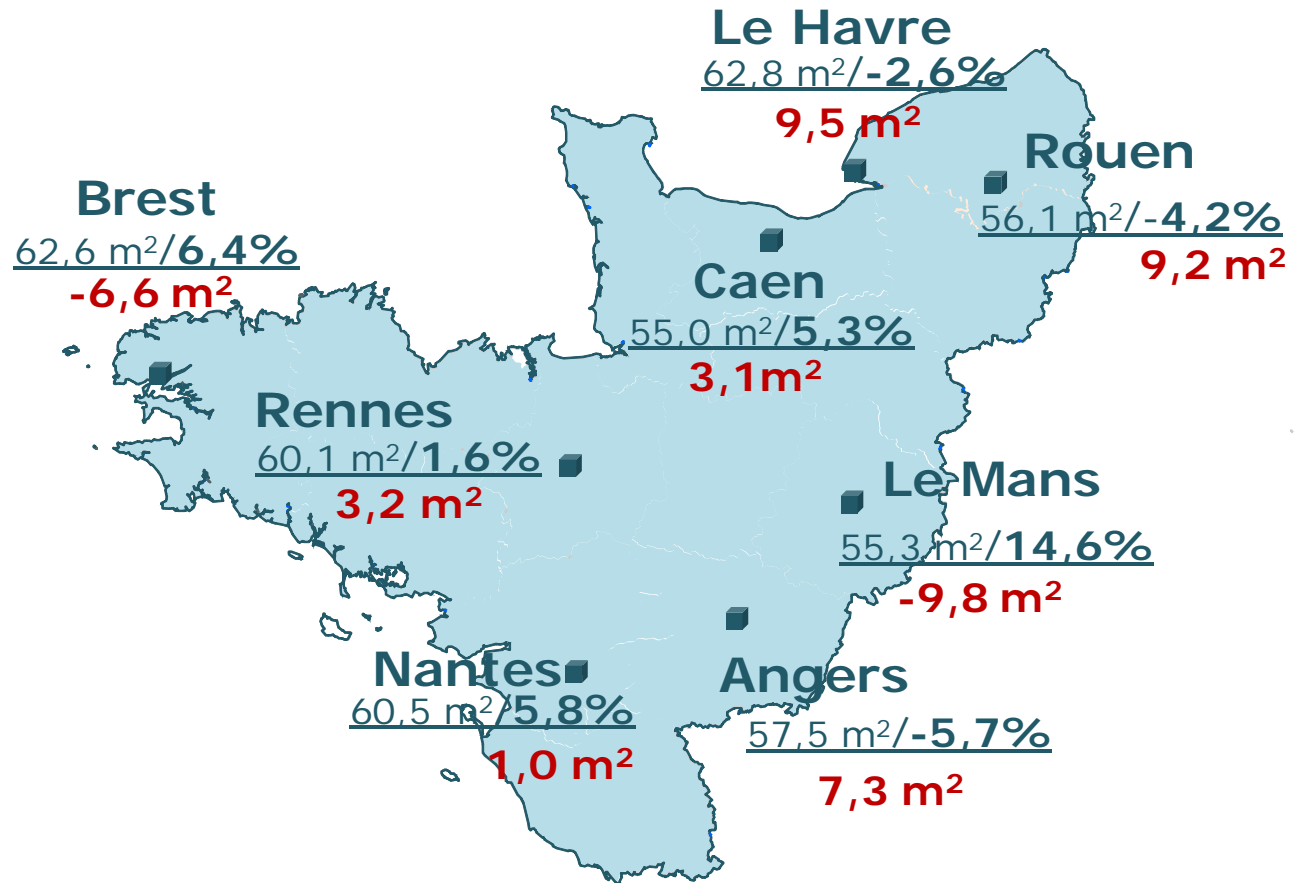 Le Havre
62,8 m²/-2,6%
9,5 m²
Rouen
56,1 m²/-4,2%
9,2 m²
Brest
62,6 m²/6,4%
-6,6 m²
Caen
55,0 m²/5,3%
3,1m²
Rennes
60,1 m²/1,6%
3,2 m²
Le Mans
55,3 m²/14,6%
-9,8 m²
Nantes
60,5 m²/5,8%
1,0 m²
Angers
57,5 m²/-5,7%
7,3 m²